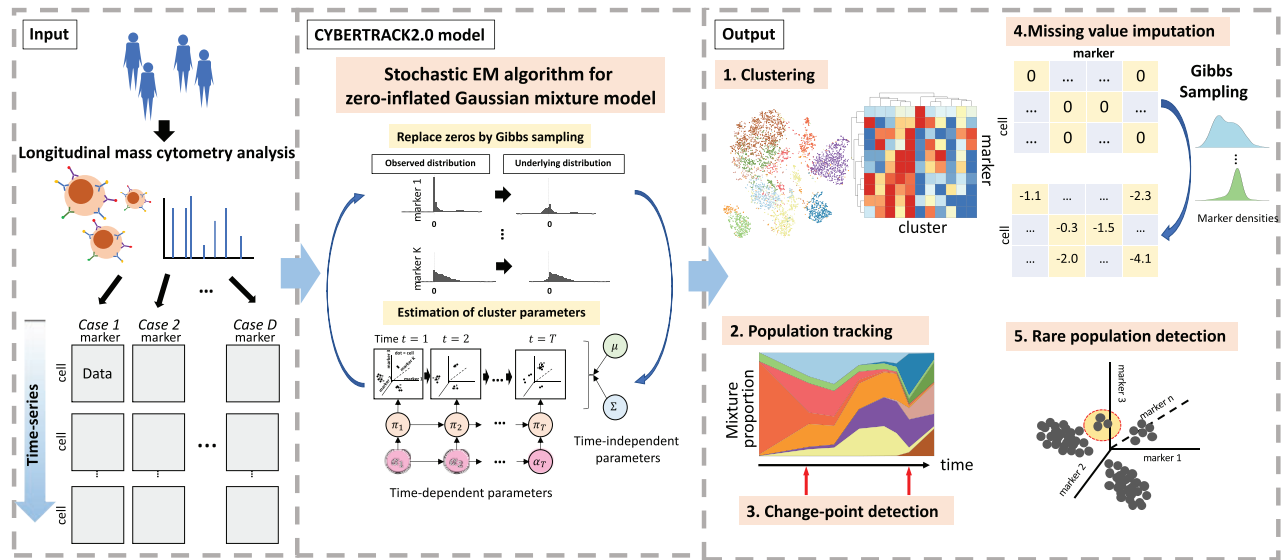 Input
Longitudinal mass cytometry analysis
...
Case 1
marker
Case 2
marker
Case D
marker
Time-series
cell
Data
cell
...
...
...
...
cell
CYBERTRACK2.0 model
Stochastic EM algorithm for
zero-inflated Gaussian mixture model
Replace zeros by Gibbs sampling
Observed distribution
Underlying distribution
marker 1
0
0
...
marker K
0
0
Estimation of cluster parameters
Time t = 1
t = 2
t = T
dot = cell
...
μ
Σ
π₁
π₂
...
π_T
...
α_T
Time-independent
parameters
Time-dependent parameters
Output
1. Clustering
marker
cluster
2. Population tracking
Mixture
proportion
time
3. Change-point detection
4.Missing value imputation
marker
cell
0 ... ... 0
... 0 0 ...
... 0 ... 0
Gibbs
Sampling
...
Marker densities
cell
-1.1 ... ... -2.3
... -0.3 -1.5 ...
... -2.0 ... -4.1
5. Rare population detection
marker 3
marker n
marker 1
marker 2